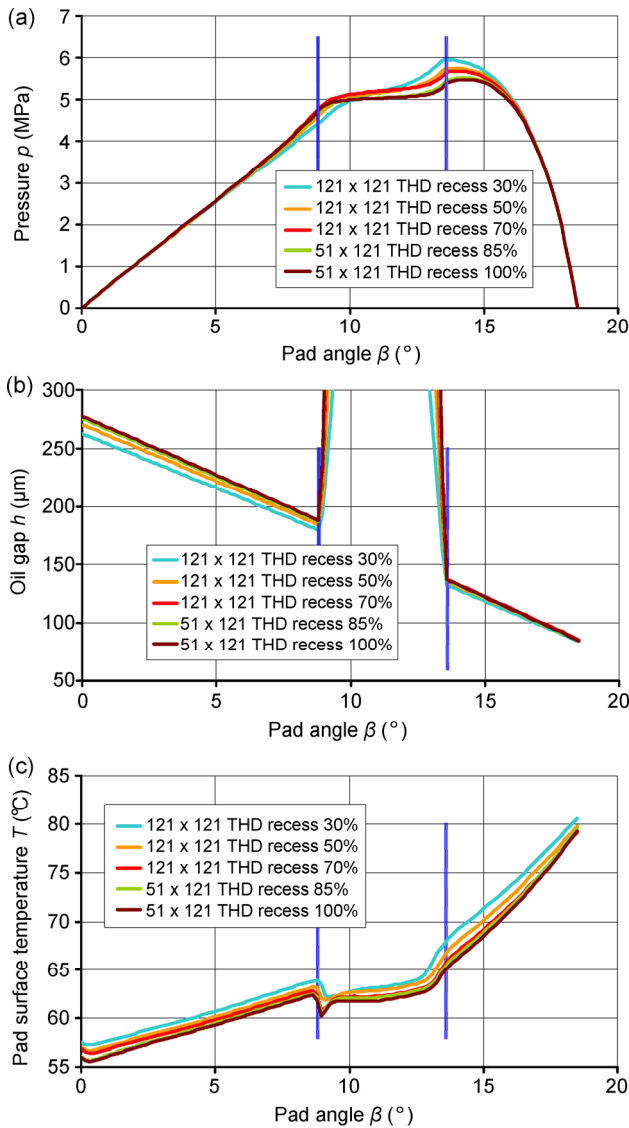 (a)
7
6
5
4
3
2
1
0
Pressure p (MPa)
121 x 121 THD recess 30%
121 x 121 THD recess 50%
121 x 121 THD recess 70%
51 x 121 THD recess 85%
51 x 121 THD recess 100%
0 5 10 15 20
Pad angle β (°)
(b)
300
250
200
150
100
50
Oil gap h (μm)
121 x 121 THD recess 30%
121 x 121 THD recess 50%
121 x 121 THD recess 70%
51 x 121 THD recess 85%
51 x 121 THD recess 100%
0 5 10 15 20
Pad angle β (°)
(c)
85
80
75
70
65
60
55
Pad surface temperature T (°C)
121 x 121 THD recess 30%
121 x 121 THD recess 50%
121 x 121 THD recess 70%
51 x 121 THD recess 85%
51 x 121 THD recess 100%
0 5 10 15 20
Pad angle β (°)